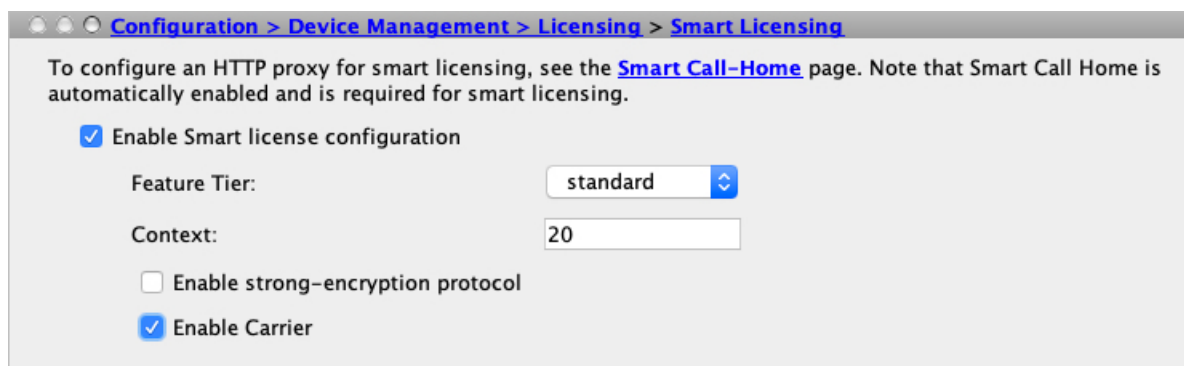 Configuration > Device Management > Licensing > Smart Licensing
To configure an HTTP proxy for smart licensing, see the Smart Call-Home page. Note that Smart Call Home is
automatically enabled and is required for smart licensing.
Enable Smart license configuration
Feature Tier: standard
Context: 20
Enable strong-encryption protocol
Enable Carrier